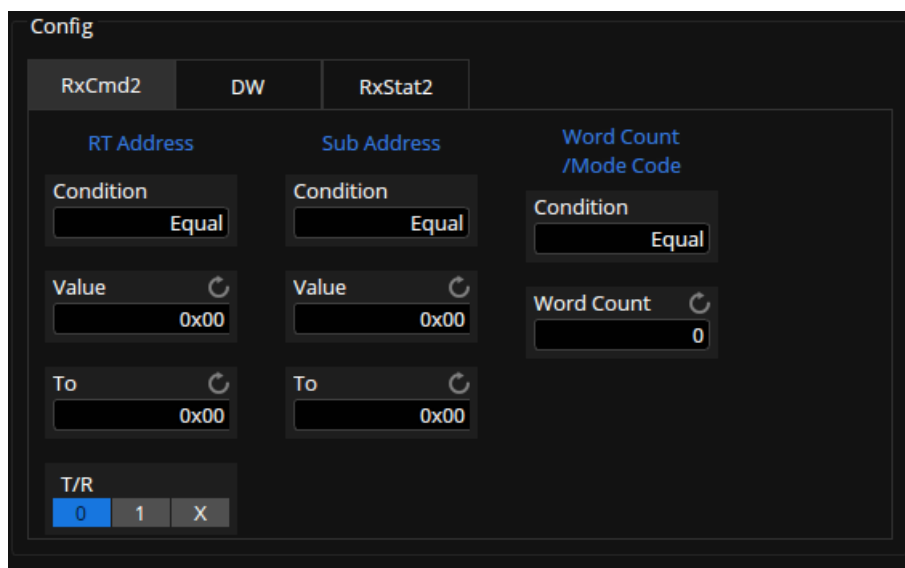 Config
RxCmd2
DW
RxStat2
RT Address
Sub Address
Word Count
/Mode Code
Condition
Equal
Condition
Equal
Condition
Equal
Value
0x00
Value
0x00
Word Count
0
To
0x00
To
0x00
T/R
0 1 X